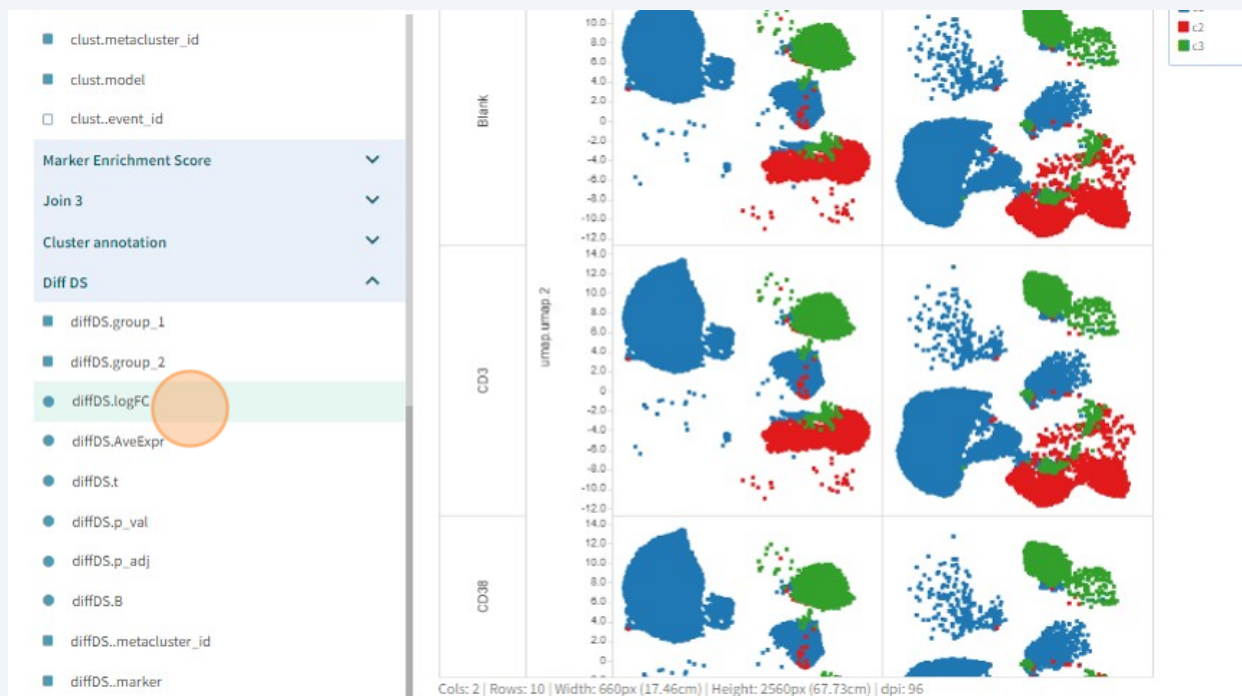 clust.metacluster_id
clust.model
clust..event_id
Marker Enrichment Score
Join 3
Cluster annotation
Diff DS
diffDS.group_1
diffDS.group_2
diffDS.logFC
diffDS.AveExpr
diffDS.t
diffDS.p_val
diffDS.p_adj
diffDS.B
diffDS..metacluster_id
diffDS..marker
Blank
CD3
CD38
umap.umap.2
10.0
8.0
6.0
4.0
2.0
0
-2.0
-4.0
-6.0
-8.0
-10.0
-12.0
14.0
12.0
10.0
8.0
6.0
4.0
2.0
0
-2.0
-4.0
-6.0
-8.0
-10.0
-12.0
14.0
12.0
10.0
8.0
6.0
4.0
2.0
0
c2
c3
Cols: 2 | Rows: 10 | Width: 660px (17.46cm) | Height: 2560px (67.73cm) | dpi: 96